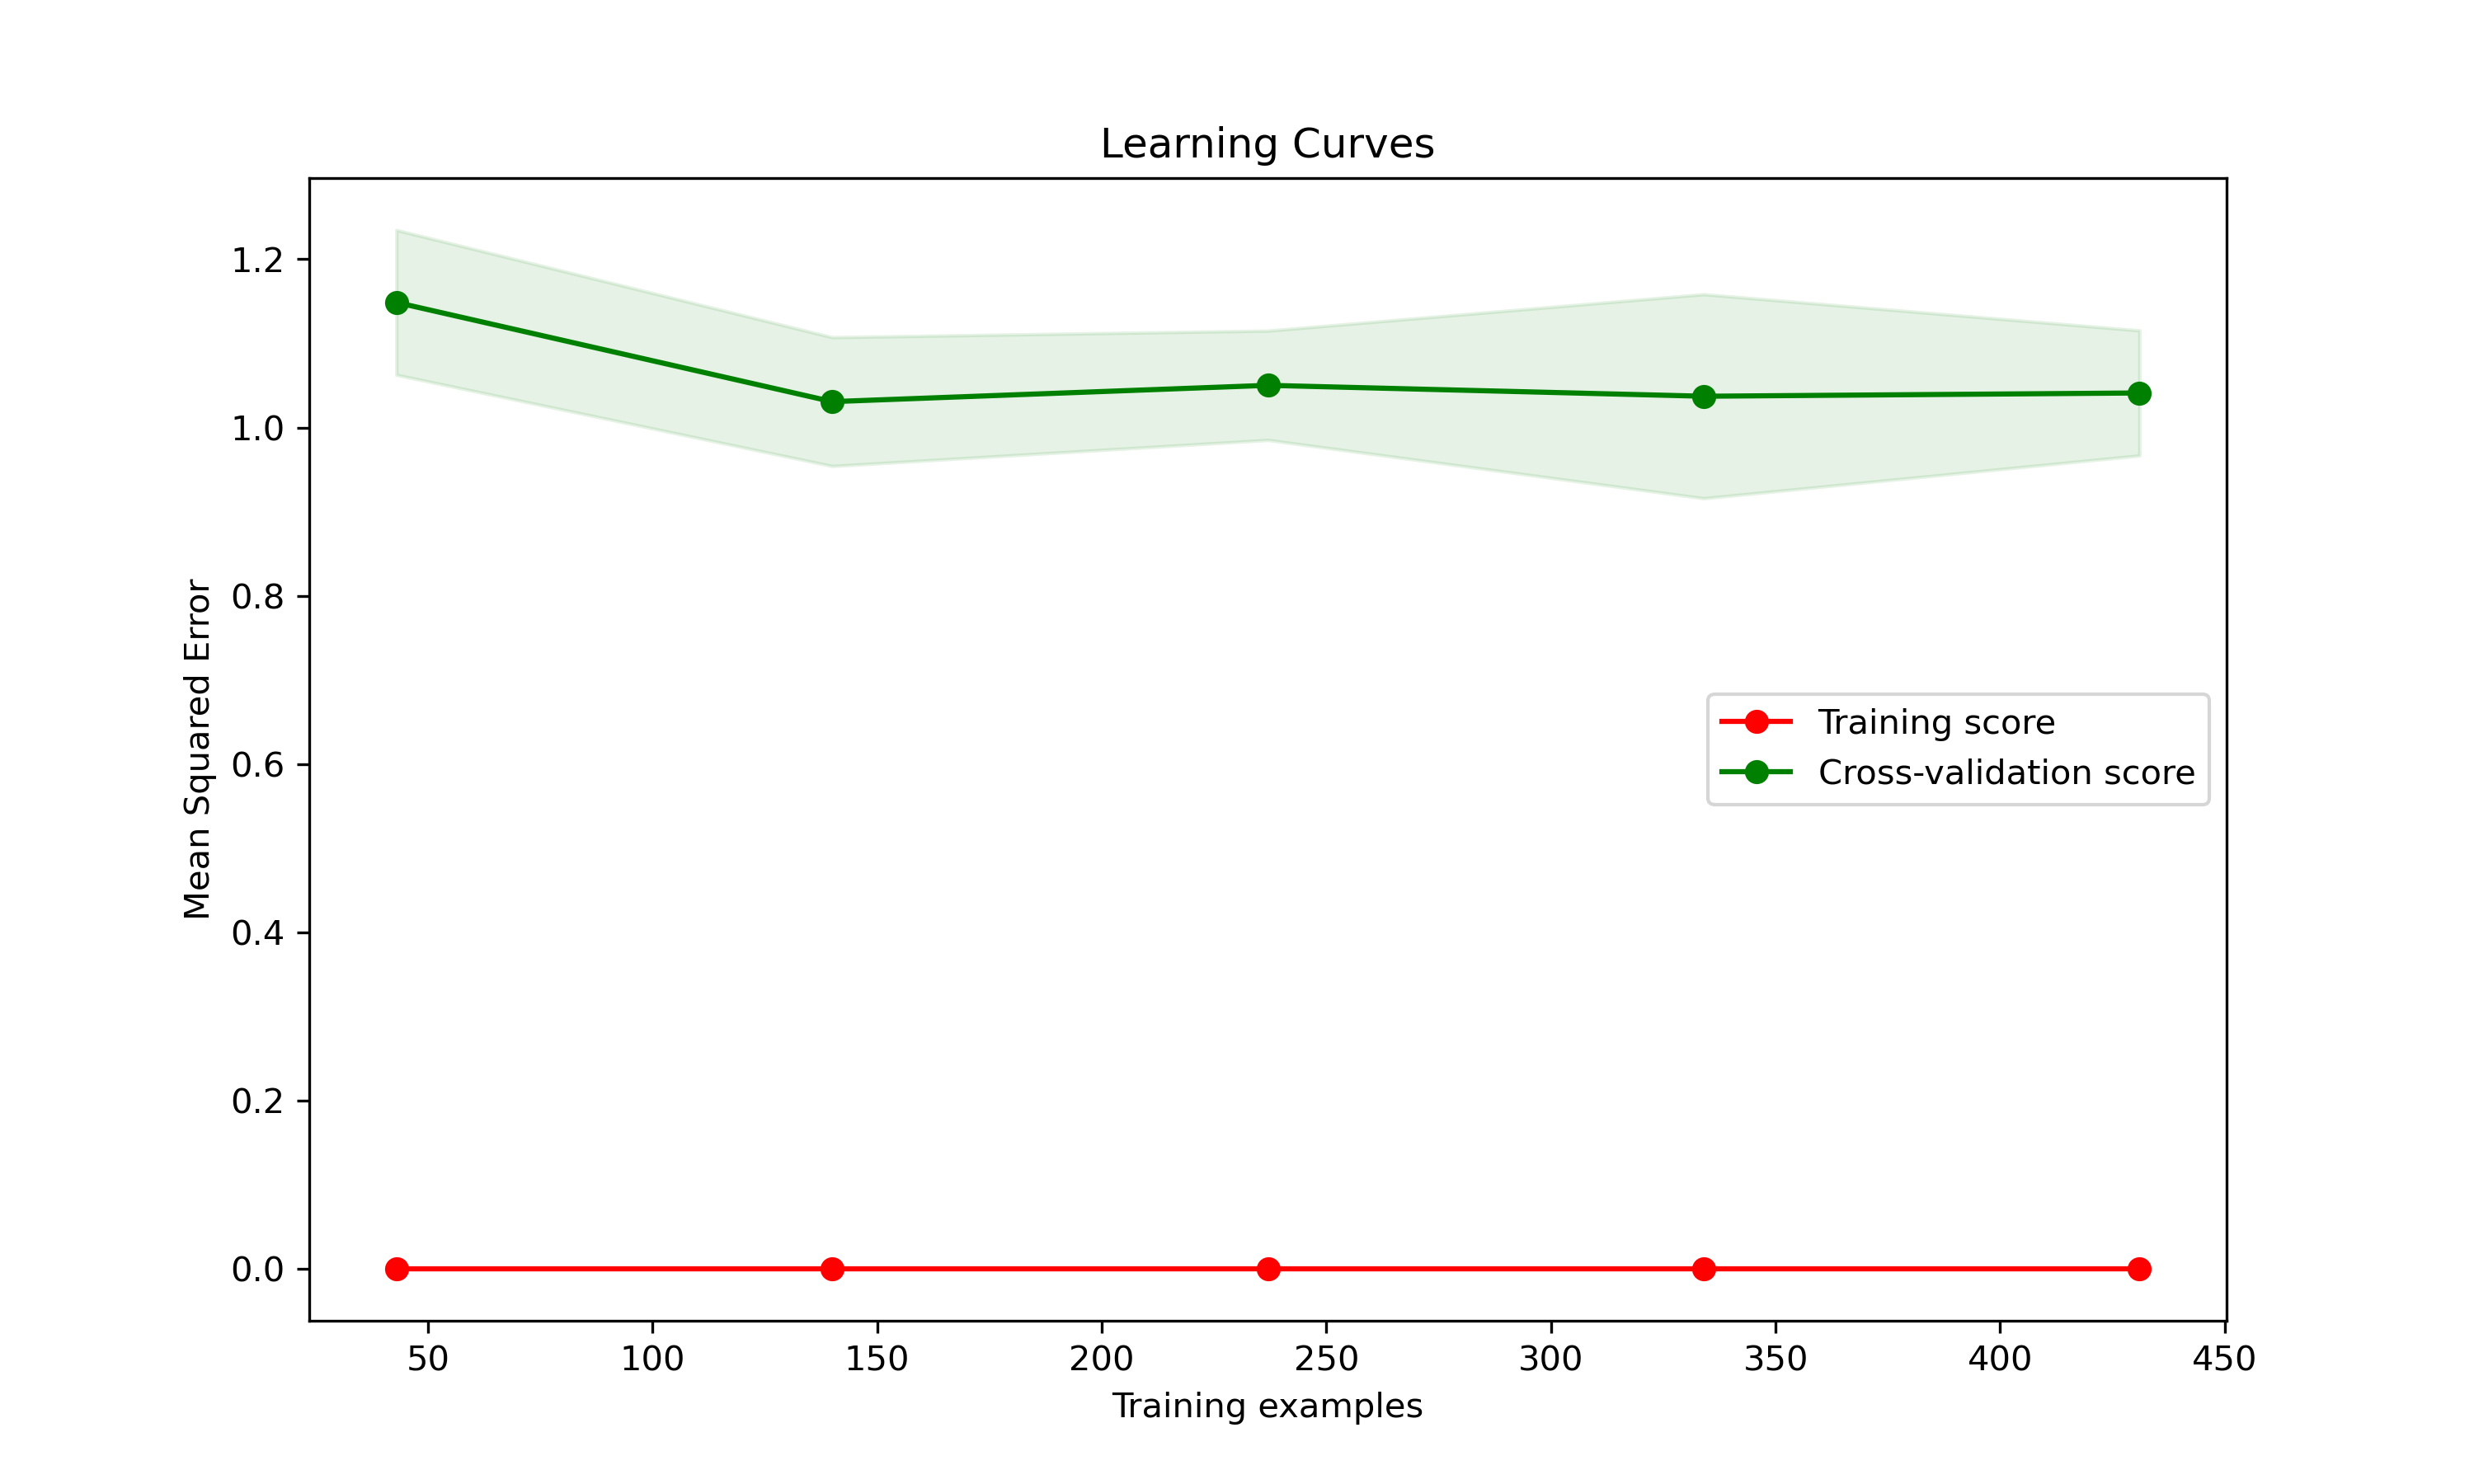 Learning Curves
1.2
1.0
0.8
0.6
0.4
0.2
0.0
Mean Squared Error
Training score
Cross-validation score
50 100 150 200 250 300 350 400 450
Training examples